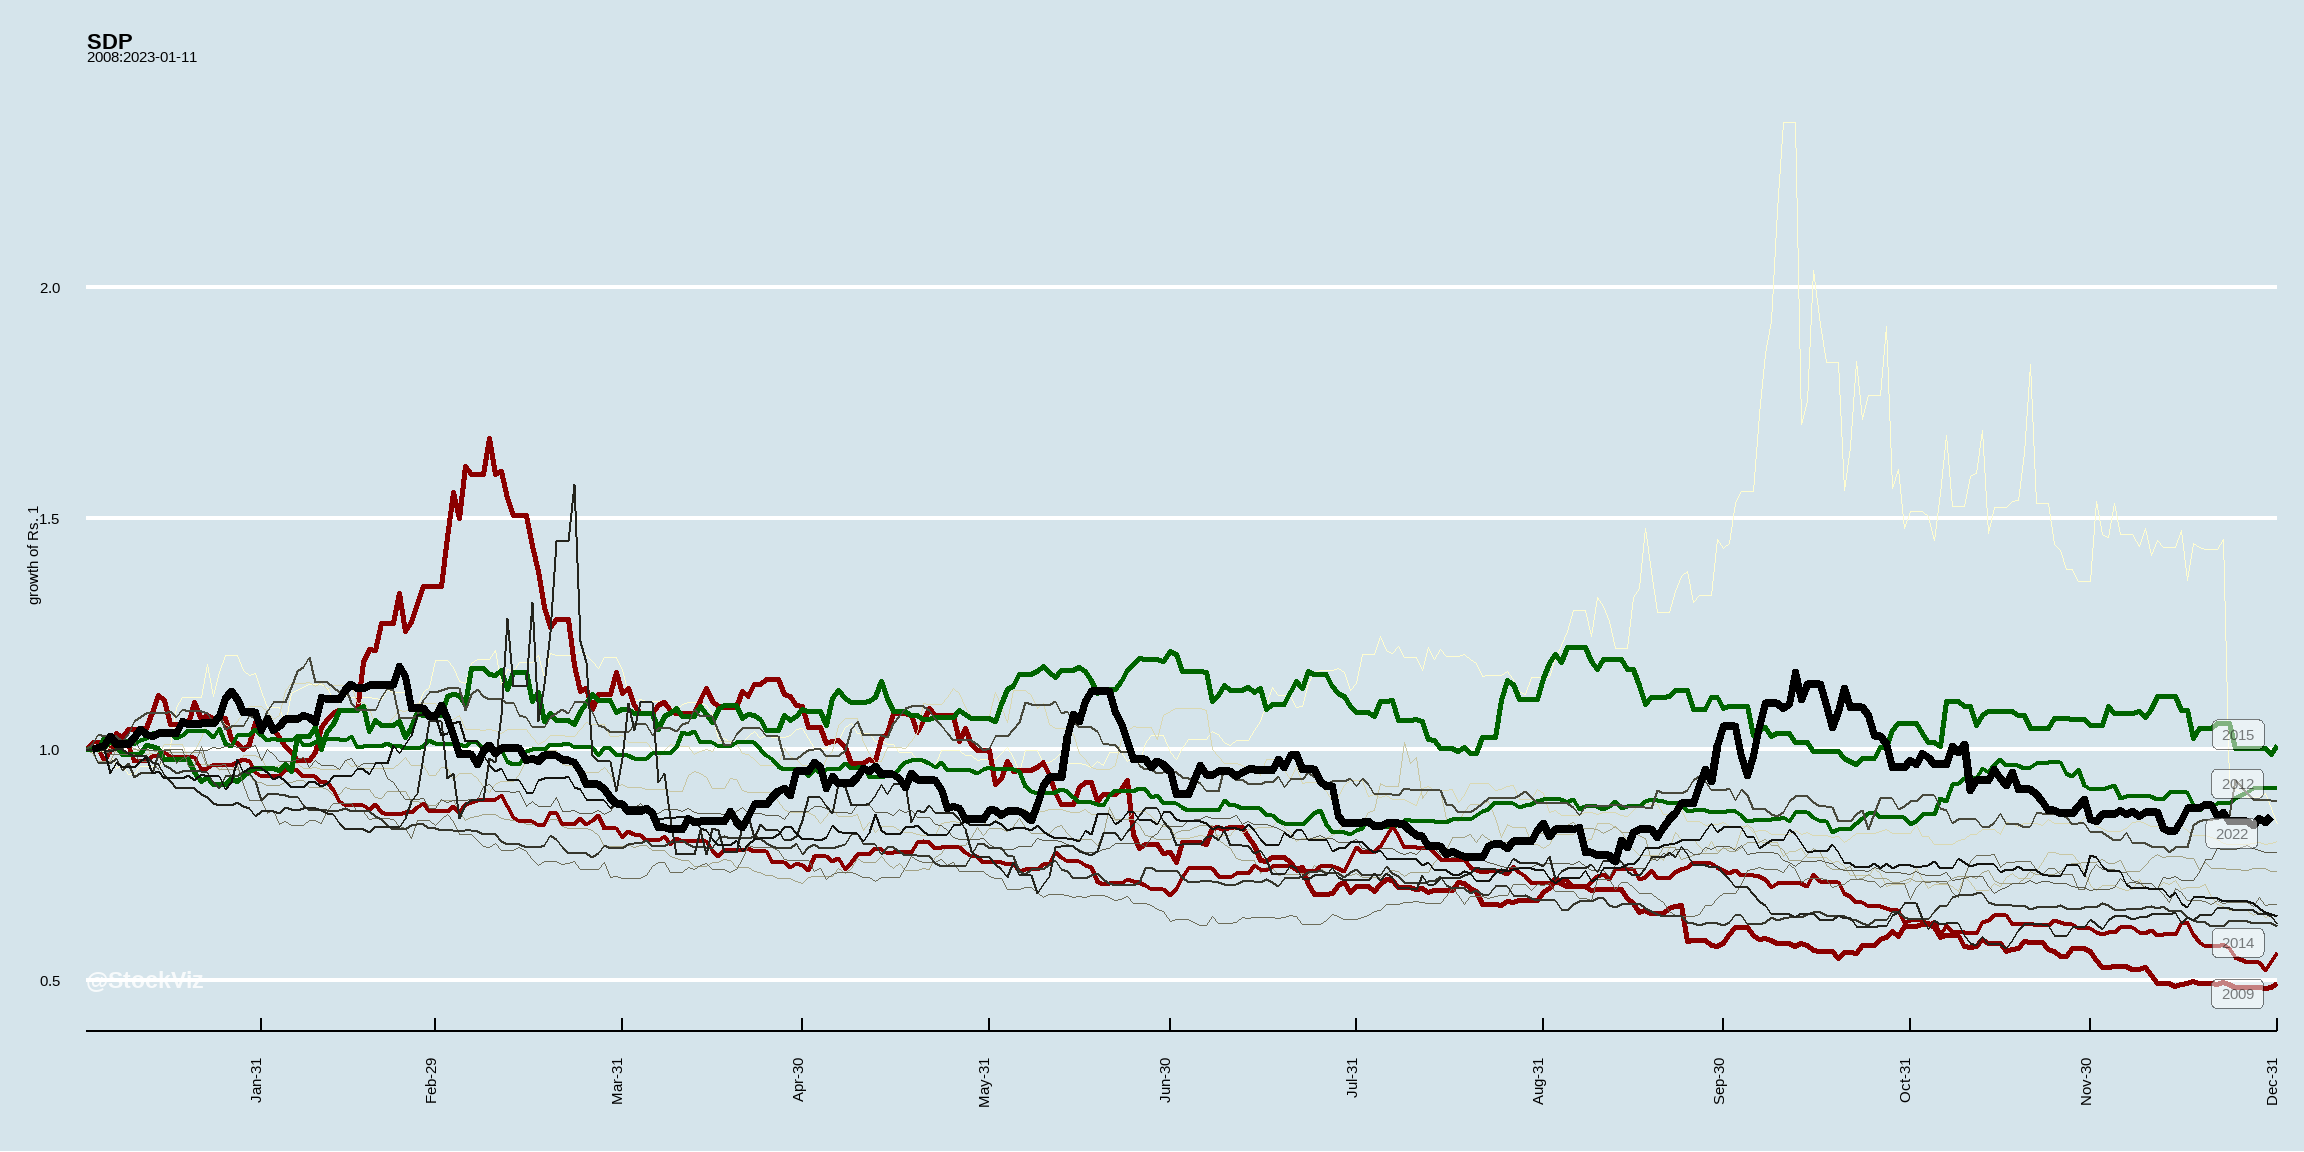 SDP
2008:2023-01-11
growth of Rs. 1
2.0
1.5
1.0
0.5
2015
2012
2022
2014
2009
@StockViz
Jan-31
Feb-29
Mar-31
Apr-30
May-31
Jun-30
Jul-31
Aug-31
Sep-30
Oct-31
Nov-30
Dec-31